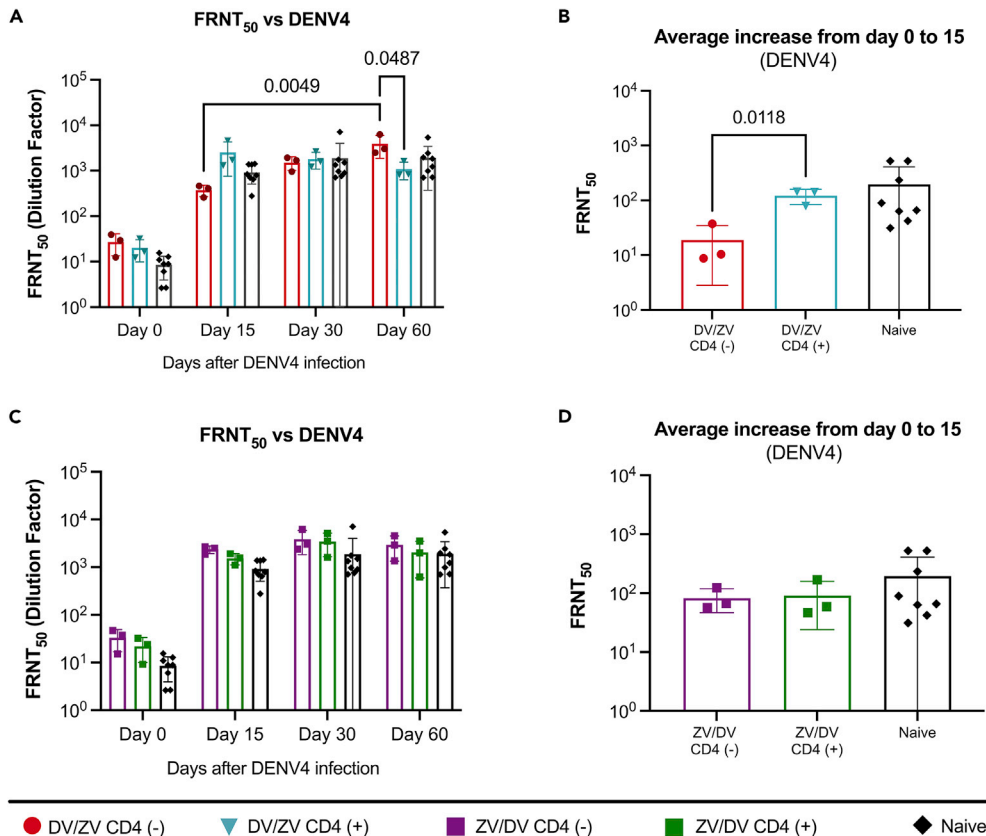 A
FRNT50 vs DENV4
0.0487
0.0049
FRNT50 (Dilution Factor)
10^5
10^4
10^3
10^2
10^1
10^0
Day 0 Day 15 Day 30 Day 60
Days after DENV4 infection
B
Average increase from day 0 to 15
(DENV4)
0.0118
FRNT50
10^4
10^3
10^2
10^1
10^0
DV/ZV DV/ZV Naive
CD4 (-) CD4 (+)
C
FRNT50 vs DENV4
FRNT50 (Dilution Factor)
10^5
10^4
10^3
10^2
10^1
10^0
Day 0 Day 15 Day 30 Day 60
Days after DENV4 infection
D
Average increase from day 0 to 15
(DENV4)
FRNT50
10^4
10^3
10^2
10^1
10^0
ZV/DV ZV/DV Naive
CD4 (-) CD4 (+)
DV/ZV CD4 (-) DV/ZV CD4 (+) ZV/DV CD4 (-) ZV/DV CD4 (+) Naive